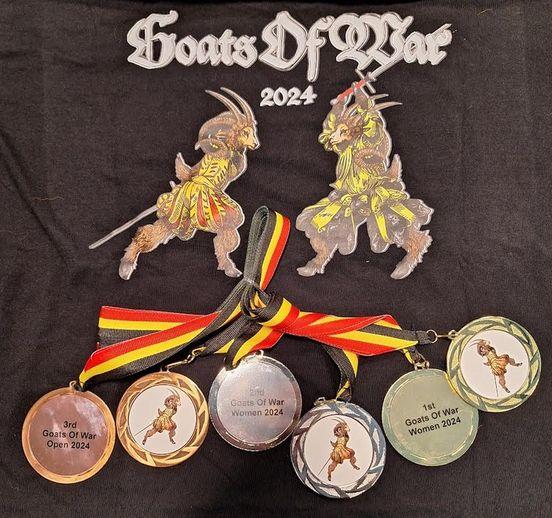 Goats Of War
2024
3rd
Goats Of War
Open 2024
2nd
Goats Of War
Women 2024
1st
Goats Of War
Women 2024